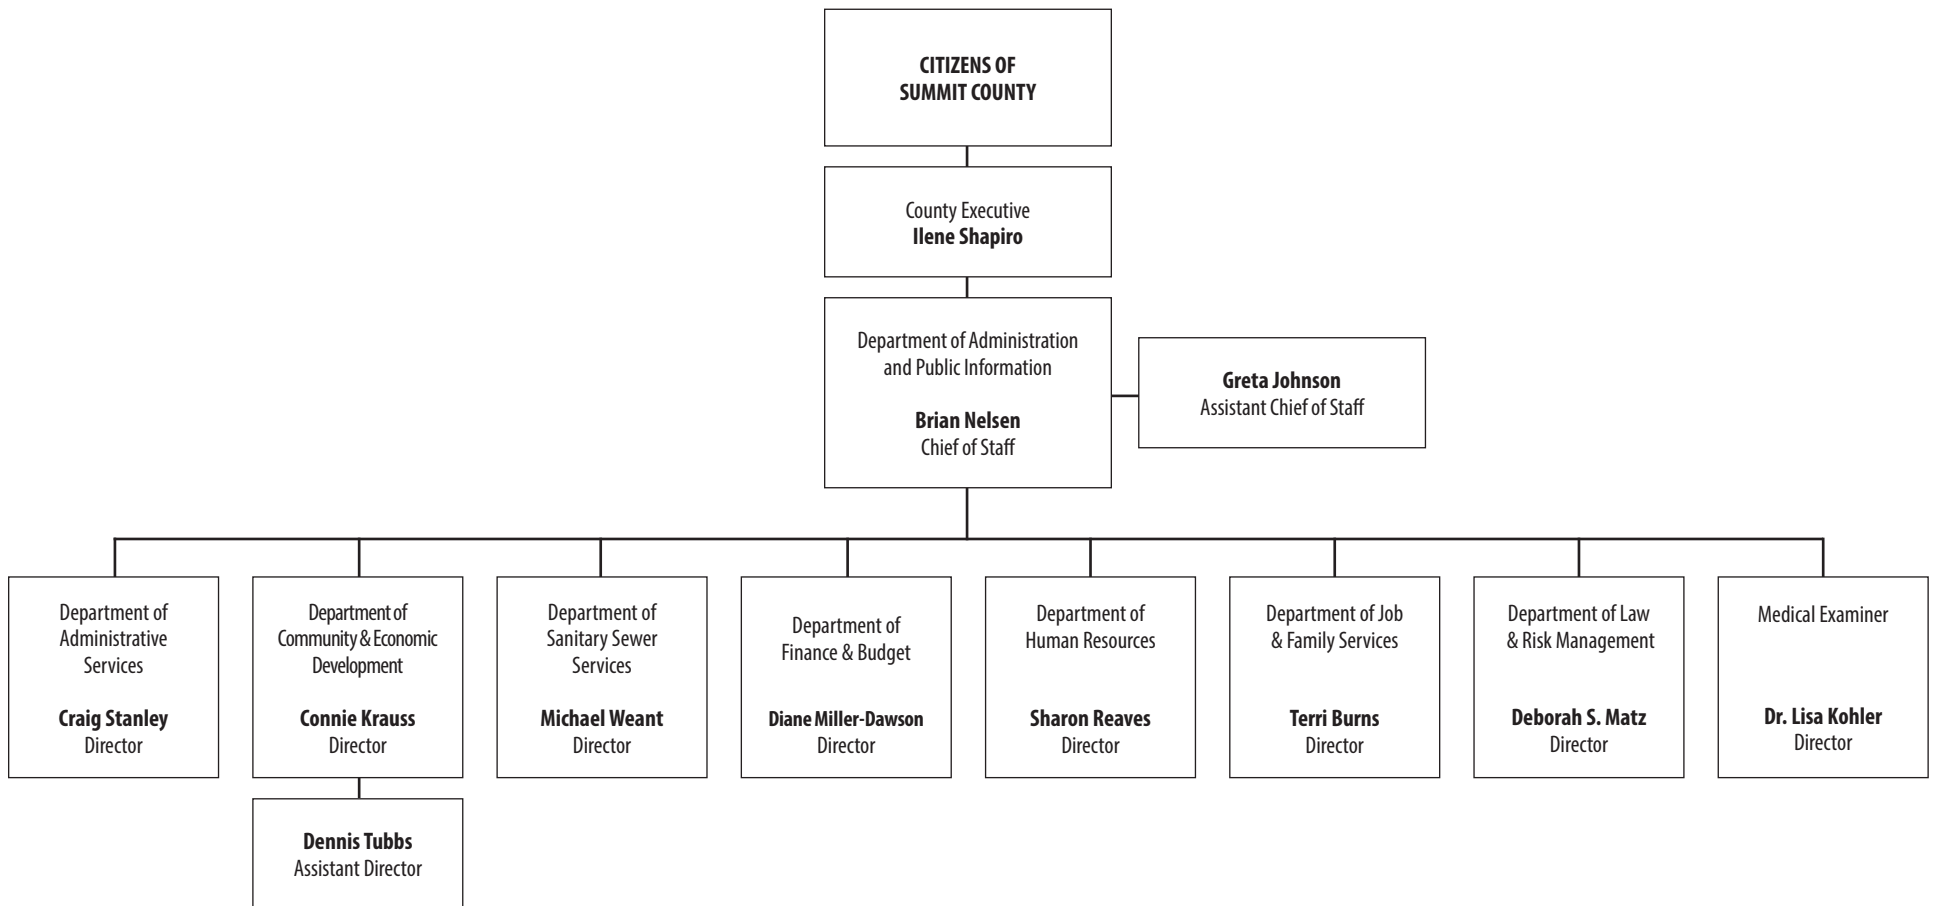 CITIZENS OF
SUMMIT COUNTY
County Executive
Ilene Shapiro
Department of Administration
and Public Information
Brian Nelsen
Chief of Staff
Greta Johnson
Assistant Chief of Staff
Department of
Administrative
Services
Craig Stanley
Director
Department of
Community & Economic
Development
Connie Krauss
Director
Dennis Tubbs
Assistant Director
Department of
Sanitary Sewer
Services
Michael Weant
Director
Department of
Finance & Budget
Diane Miller-Dawson
Director
Department of
Human Resources
Sharon Reaves
Director
Department of Job
& Family Services
Terri Burns
Director
Department of Law
& Risk Management
Deborah S. Matz
Director
Medical Examiner
Dr. Lisa Kohler
Director